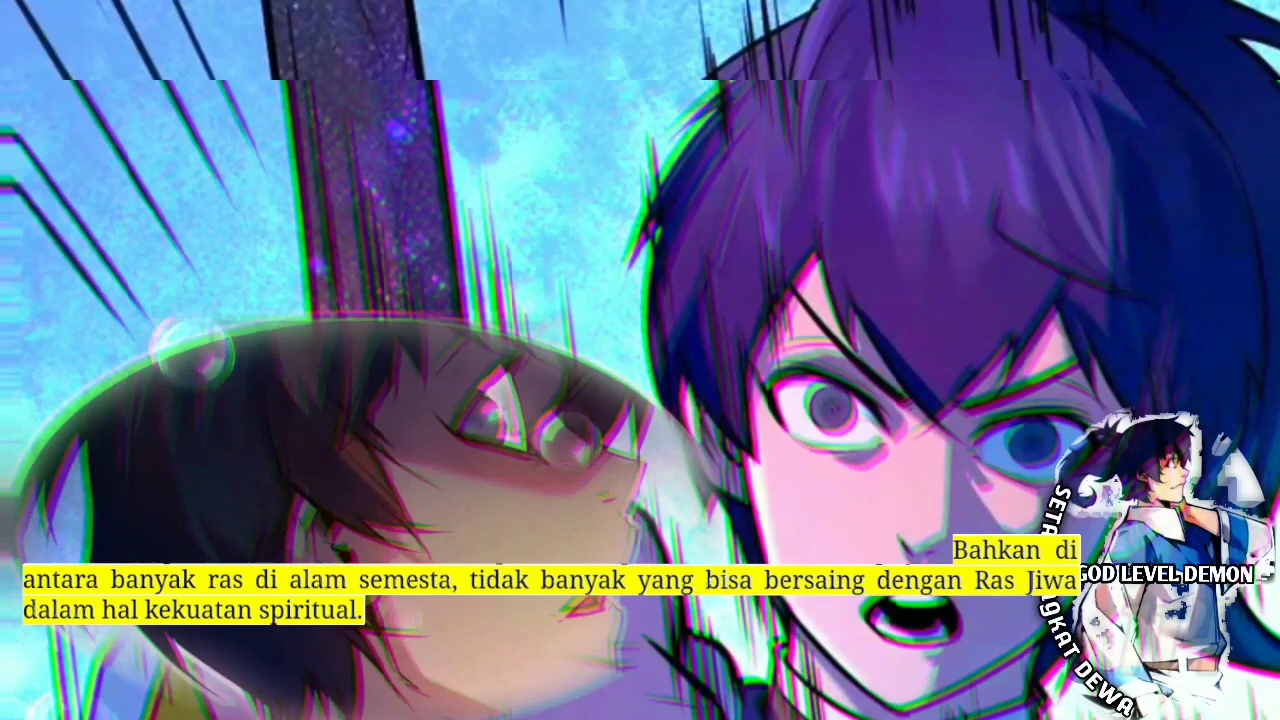 Bahkan di
antara banyak ras di alam semesta, tidak banyak yang bisa bersaing dengan Ras Jiwa
dalam hal kekuatan spiritual.
GOD LEVEL DEMON
DEWA